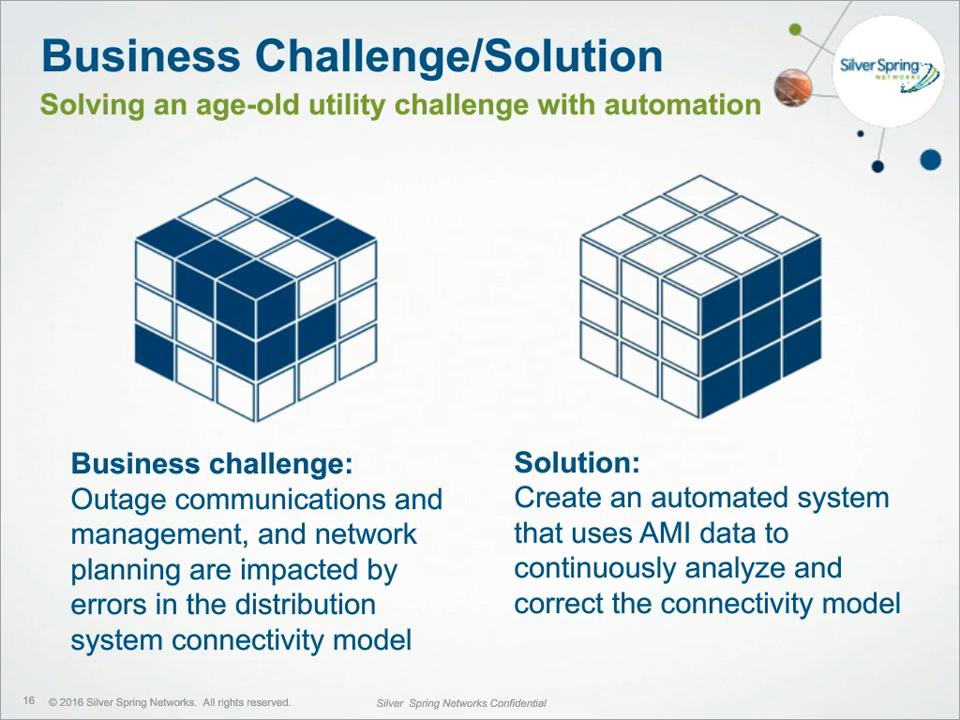 Business Challenge/Solution
Solving an age-old utility challenge with automation
Silver Spring
NETWORKS
Business challenge:
Outage communications and
management, and network
planning are impacted by
errors in the distribution
system connectivity model
Solution:
Create an automated system
that uses AMI data to
continuously analyze and
correct the connectivity model
16
© 2016 Silver Spring Networks. All rights reserved.
Silver Spring Networks Confidential